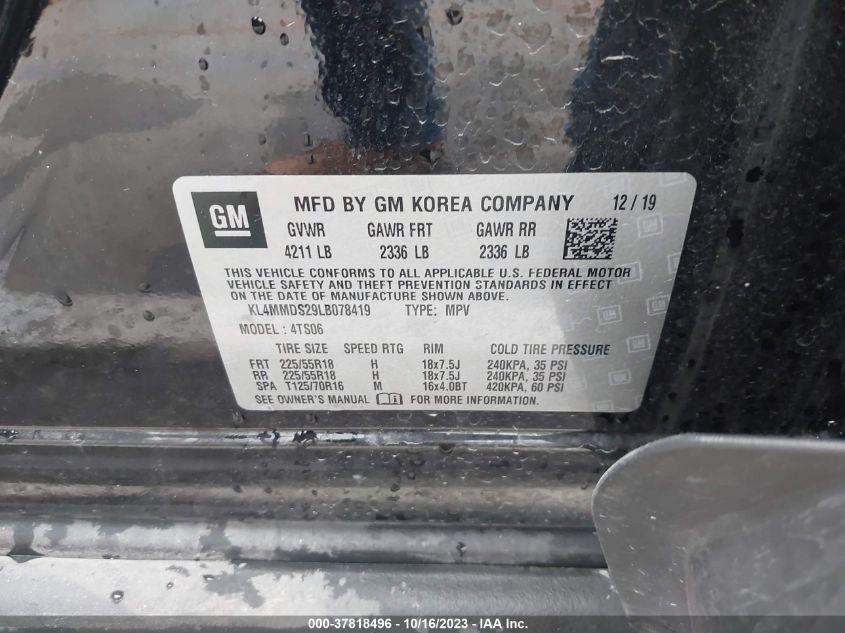 GM MFD BY GM KOREA COMPANY 12 / 19
GVWR GAWR FRT GAWR RR
4211 LB 2336 LB 2336 LB
THIS VEHICLE CONFORMS TO ALL APPLICABLE U.S. FEDERAL MOTOR
VEHICLE SAFETY AND THEFT PREVENTION STANDARDS IN EFFECT
ON THE DATE OF MANUFACTURE SHOWN ABOVE.
KL4MMDS29LB078419 TYPE: MPV
MODEL: 4TS06
TIRE SIZE SPEED RTG RIM COLD TIRE PRESSURE
FRT 225/55R18 H 18x7.5J 240KPA, 35 PSI
RR 225/55R18 H 18x7.5J 240KPA, 35 PSI
SPA T125/70R16 M 16x4.0BT 420KPA, 60 PSI
SEE OWNER'S MANUAL FOR MORE INFORMATION.
000-37818496 - 10/16/2023 - IAA Inc.